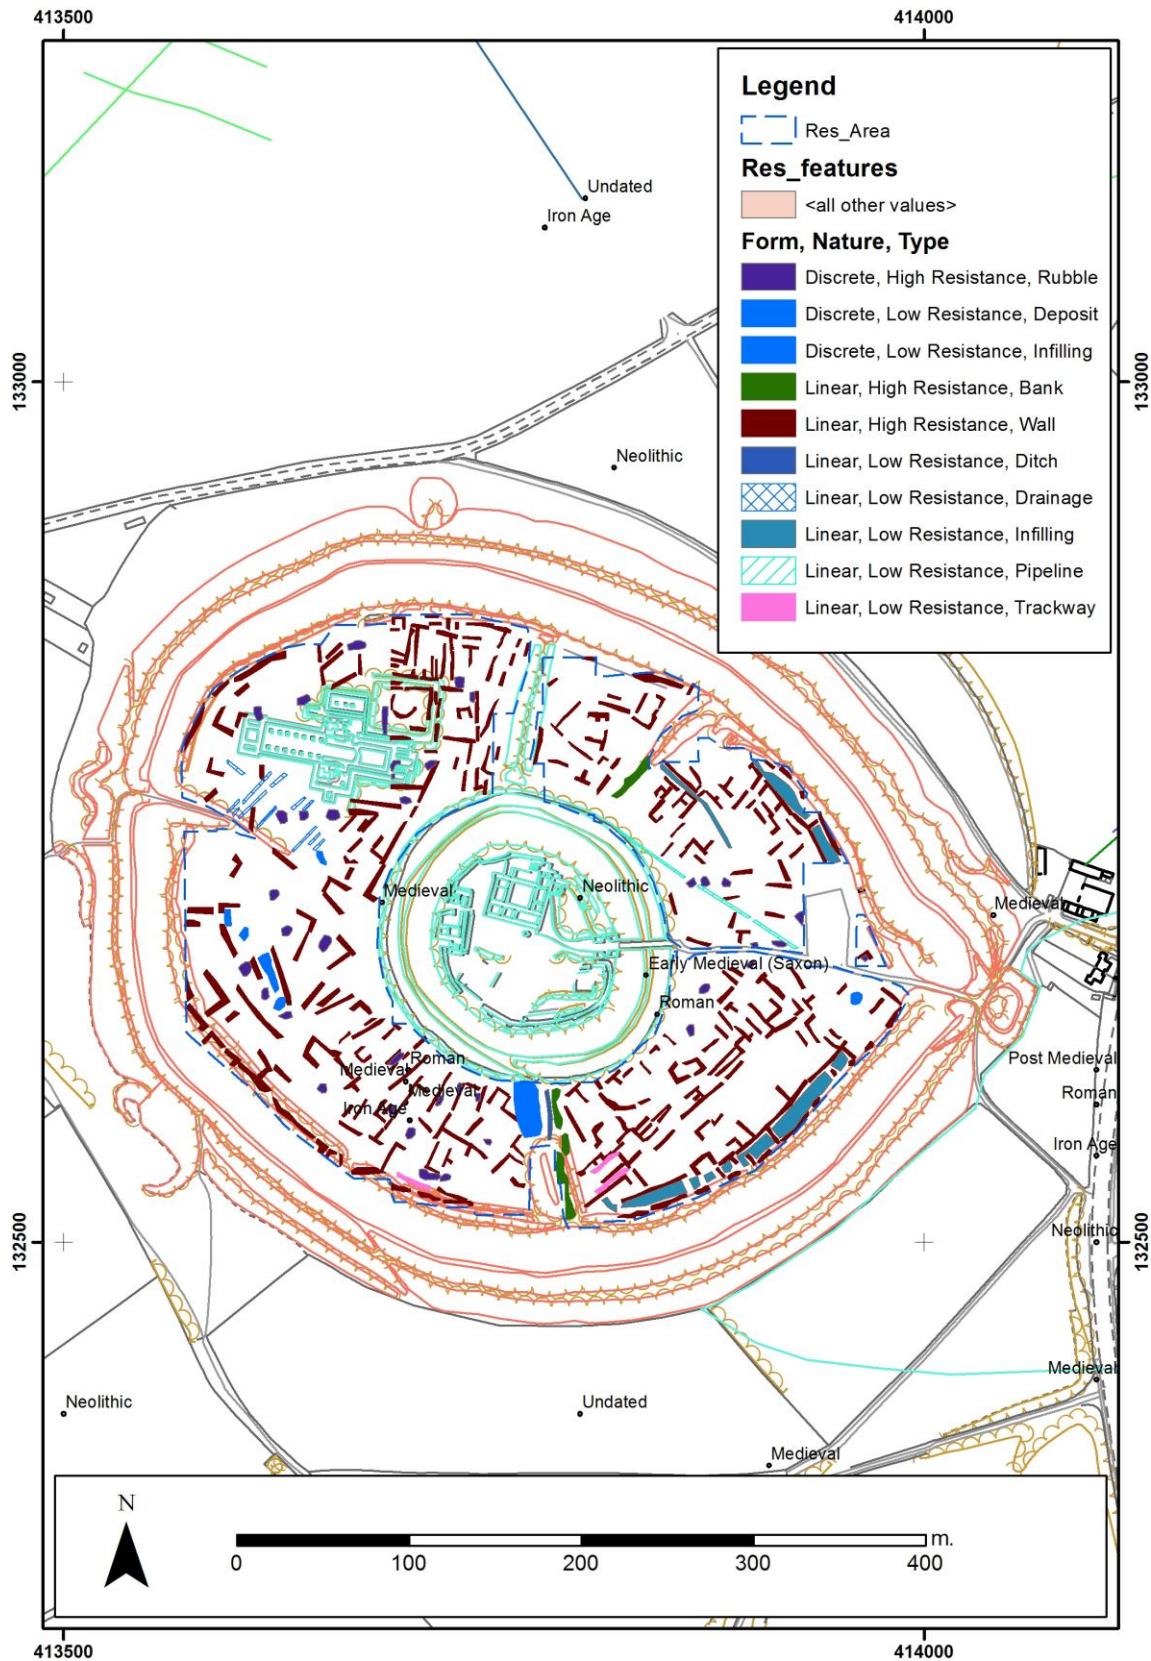 413500
414000
Legend
Res_Area
Res_features
<all other values>
Form, Nature, Type
Discrete, High Resistance, Rubble
Discrete, Low Resistance, Deposit
Discrete, Low Resistance, Infilling
Linear, High Resistance, Bank
Linear, High Resistance, Wall
Linear, Low Resistance, Ditch
Linear, Low Resistance, Drainage
Linear, Low Resistance, Infilling
Linear, Low Resistance, Pipeline
Linear, Low Resistance, Trackway
Undated
Iron Age
133000
133000
Neolithic
Medieval
Neolithic
Medieval
Early Medieval (Saxon)
Roman
Roman
Medieval
Medieval
Iron Age
Post Medieval
Roman
Iron Age
Neolithic
132500
132500
Medieval
Neolithic
Undated
Medieval
N
m.
0
100
200
300
400
413500
414000